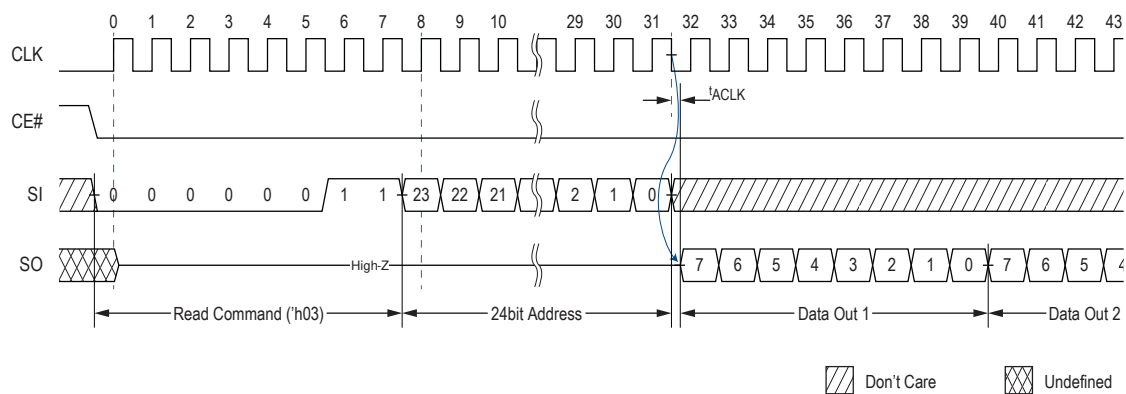 0 1 2 3 4 5 6 7 8 9 10 29 30 31 32 33 34 35 36 37 38 39 40 41 42 43
CLK
tACLK
CE#
SI 0 0 0 0 0 0 1 1 23 22 21 2 1 0
SO High-Z 7 6 5 4 3 2 1 0 7 6 5 4
Read Command ('h03) 24bit Address Data Out 1 Data Out 2
Don't Care Undefined